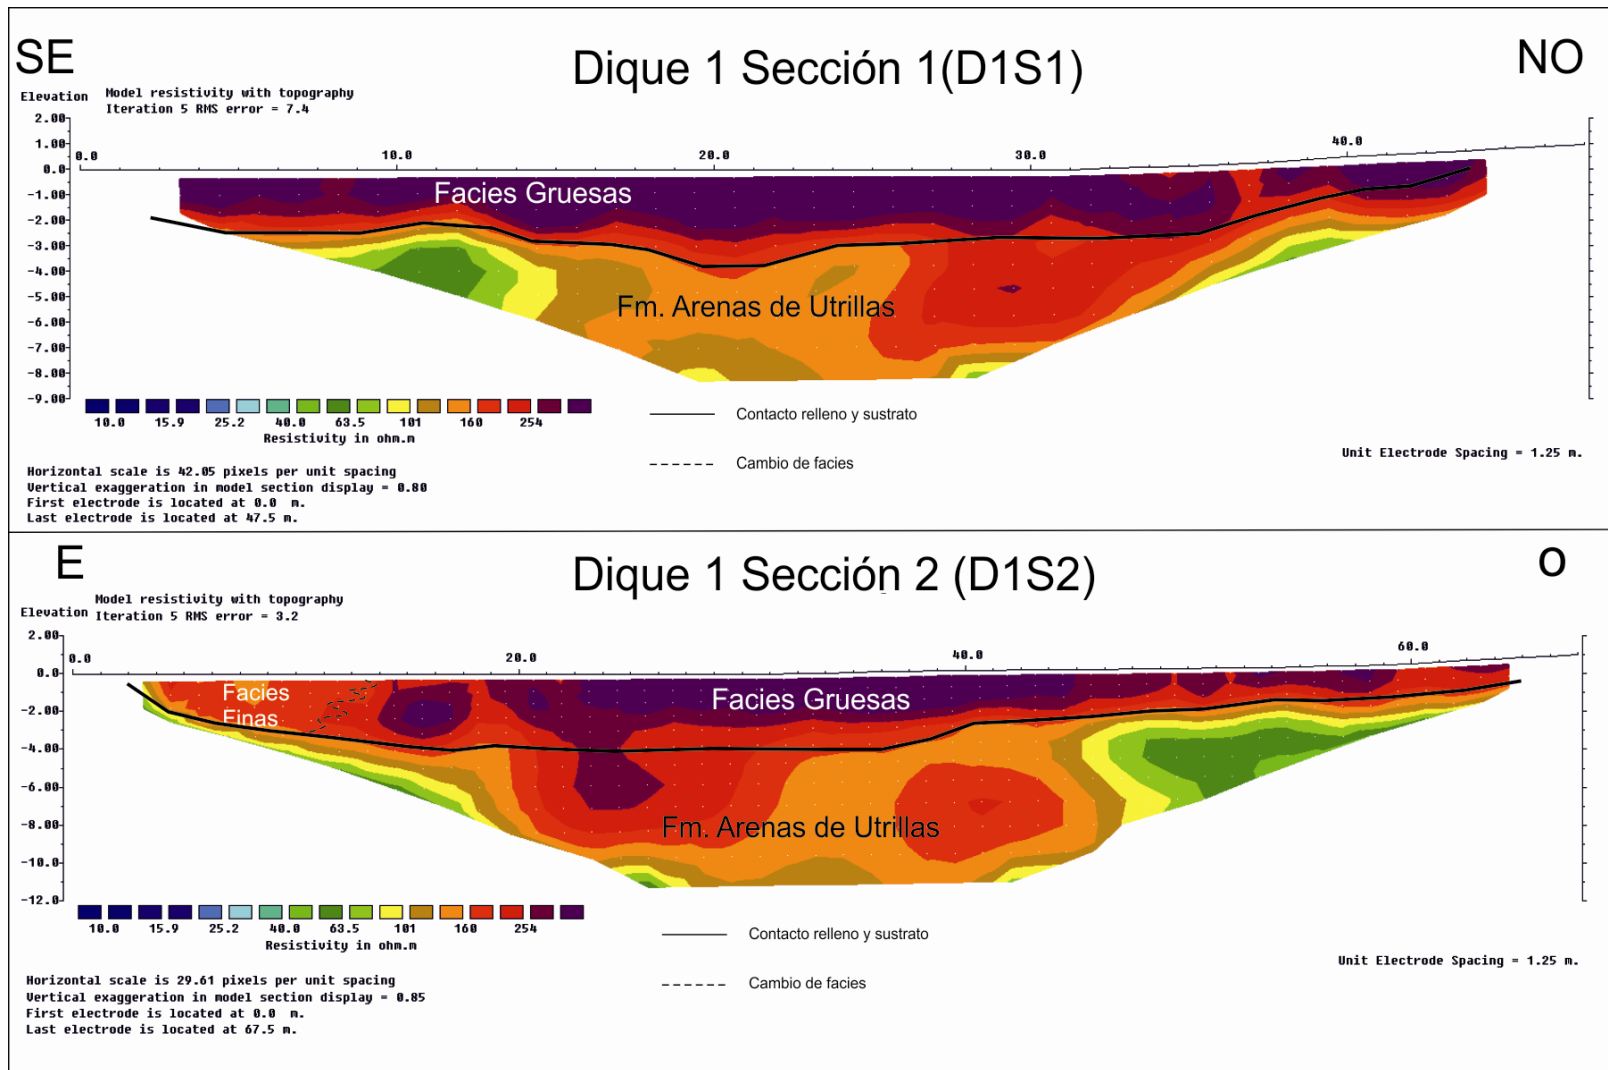 SE
Dique 1 Sección 1(D1S1)
NO
Elevation
Model resistivity with topography
Iteration 5 RMS error = 7.4
2.00
1.00
0.0
-1.00
-2.00
-3.00
-4.00
-5.00
-6.00
-7.00
-8.00
-9.00
0.0 10.0 20.0 30.0 40.0
Facies Gruesas
Fm. Arenas de Utrillas
10.0 15.9 25.2 40.0 63.5 101 160 254
Resistivity in ohm.m
Contacto relleno y sustrato
Cambio de facies
Unit Electrode Spacing = 1.25 m.
Horizontal scale is 42.05 pixels per unit spacing
Vertical exaggeration in model section display = 0.80
First electrode is located at 0.0 m.
Last electrode is located at 47.5 m.
E
Dique 1 Sección 2 (D1S2)
O
Elevation
Model resistivity with topography
Iteration 5 RMS error = 3.2
2.00
0.0
-2.00
-4.00
-6.00
-8.00
-10.0
-12.0
0.0 20.0 40.0 60.0
Facies
Finas
Facies Gruesas
Fm. Arenas de Utrillas
10.0 15.9 25.2 40.0 63.5 101 160 254
Resistivity in ohm.m
Contacto relleno y sustrato
Cambio de facies
Unit Electrode Spacing = 1.25 m.
Horizontal scale is 29.61 pixels per unit spacing
Vertical exaggeration in model section display = 0.85
First electrode is located at 0.0 m.
Last electrode is located at 67.5 m.